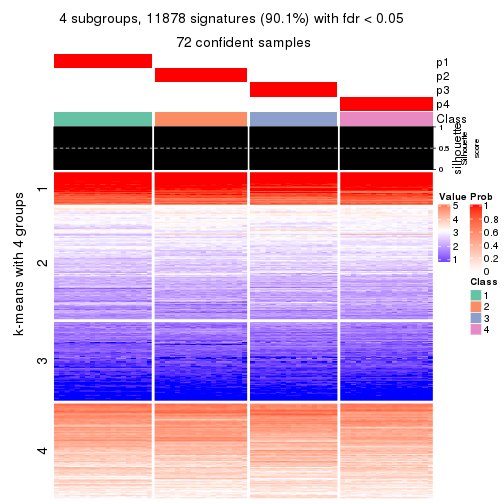 4 subgroups, 11878 signatures (90.1%) with fdr < 0.05
72 confident samples
p1
p2
p3
p4
Class
1
0.5
0
silhouette
Silhouette
score
k-means with 4 groups
1
2
3
4
Value
5
4
3
2
1
Prob
1
0.8
0.6
0.4
0.2
0
Class
1
2
3
4